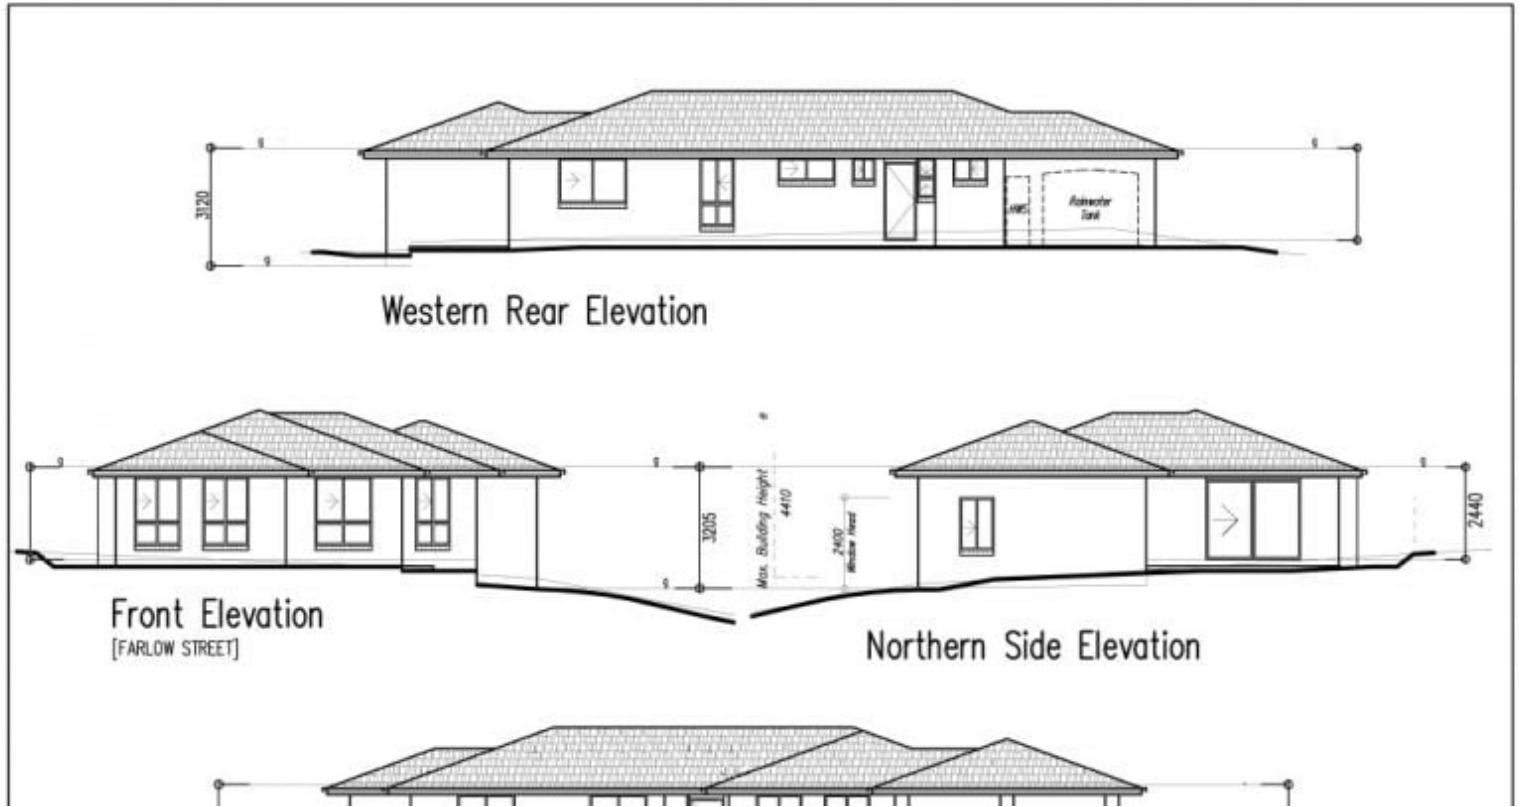 3120
HWS
Rainwater
Tank
Western Rear Elevation
3205
Max. Building Height
4410
2400
Window Head
2440
Front Elevation
[FARLOW STREET]
Northern Side Elevation